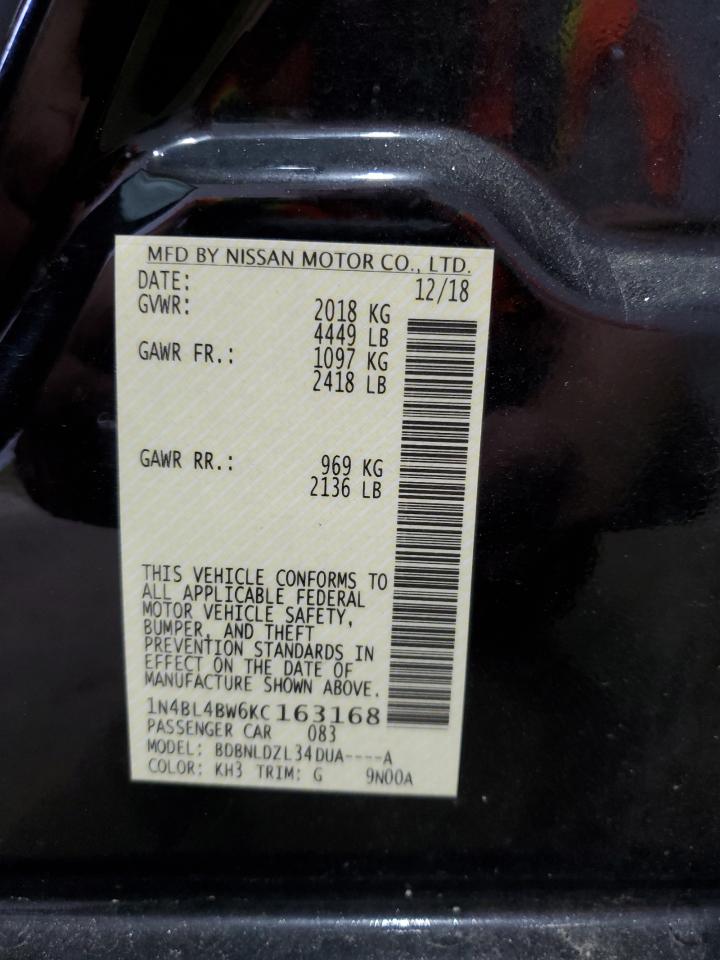 MFD BY NISSAN MOTOR CO., LTD.
DATE: 12/18
GVWR: 2018 KG
4449 LB
GAWR FR.: 1097 KG
2418 LB
GAWR RR.: 969 KG
2136 LB
THIS VEHICLE CONFORMS TO
ALL APPLICABLE FEDERAL
MOTOR VEHICLE SAFETY,
BUMPER, AND THEFT
PREVENTION STANDARDS IN
EFFECT ON THE DATE OF
MANUFACTURE SHOWN ABOVE.
1N4BL4BW6KC163168
PASSENGER CAR 083
MODEL: BDBNLDZL34DUA----A
COLOR: KH3 TRIM: G 9N00A